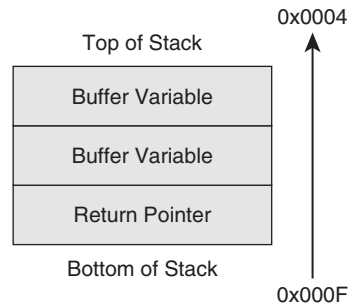 0x0004
Top of Stack
Buffer Variable
Buffer Variable
Return Pointer
Bottom of Stack
0x000F